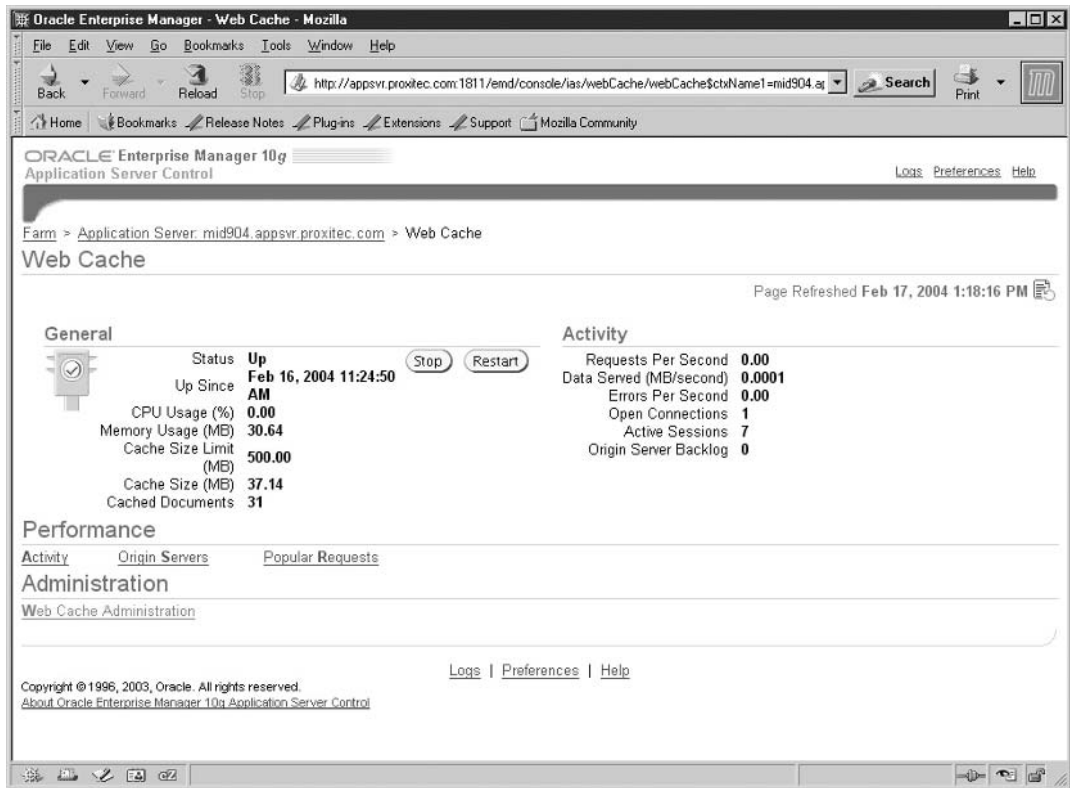 Oracle Enterprise Manager - Web Cache - Mozilla
File Edit View Go Bookmarks Tools Window Help
Back Forward Reload Stop http://appsvr.proxitec.com:1811/emd/console/ias/webCache/webCache$ctxName1=mid904.ap Search Print
Home Bookmarks Release Notes Plug-ins Extensions Support Mozilla Community
ORACLE Enterprise Manager 10g
Application Server Control
Logs Preferences Help
Farm > Application Server: mid904.appsvr.proxitec.com > Web Cache
Web Cache
Page Refreshed Feb 17, 2004 1:18:16 PM
General
Status Up Stop Restart
Up Since Feb 16, 2004 11:24:50 AM
CPU Usage (%) 0.00
Memory Usage (MB) 30.64
Cache Size Limit (MB) 500.00
Cache Size (MB) 37.14
Cached Documents 31
Activity
Requests Per Second 0.00
Data Served (MB/second) 0.0001
Errors Per Second 0.00
Open Connections 1
Active Sessions 7
Origin Server Backlog 0
Performance
Activity Origin Servers Popular Requests
Administration
Web Cache Administration
Logs | Preferences | Help
Copyright © 1996, 2003, Oracle. All rights reserved.
About Oracle Enterprise Manager 10g Application Server Control